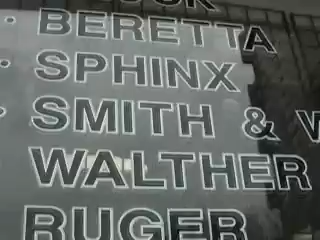 · BERETTA
· SPHINX
· SMITH & W
WALTHER
RUGER